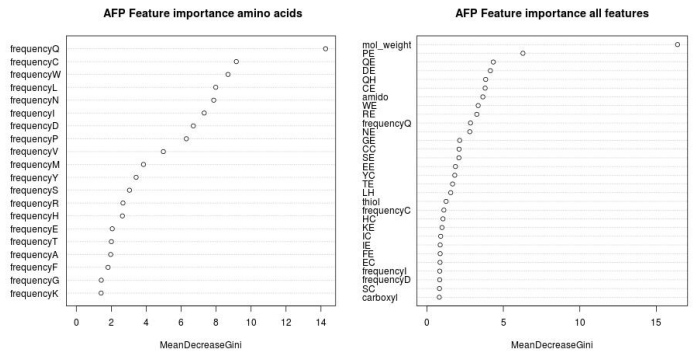 AFP Feature importance amino acids
frequencyQ
frequencyC
frequencyW
frequencyL
frequencyN
frequencyI
frequencyD
frequencyP
frequencyV
frequencyM
frequencyY
frequencyS
frequencyR
frequencyH
frequencyE
frequencyT
frequencyA
frequencyF
frequencyG
frequencyK
0 2 4 6 8 10 12 14
MeanDecreaseGini
AFP Feature importance all features
mol_weight
PE
QE
DE
QH
CE
amido
WE
RE
frequencyQ
NE
GE
CC
SE
EE
YC
TE
LH
thiol
frequencyC
HC
KE
IC
IE
FE
EC
frequencyI
frequencyD
SC
carboxyl
0 5 10 15
MeanDecreaseGini